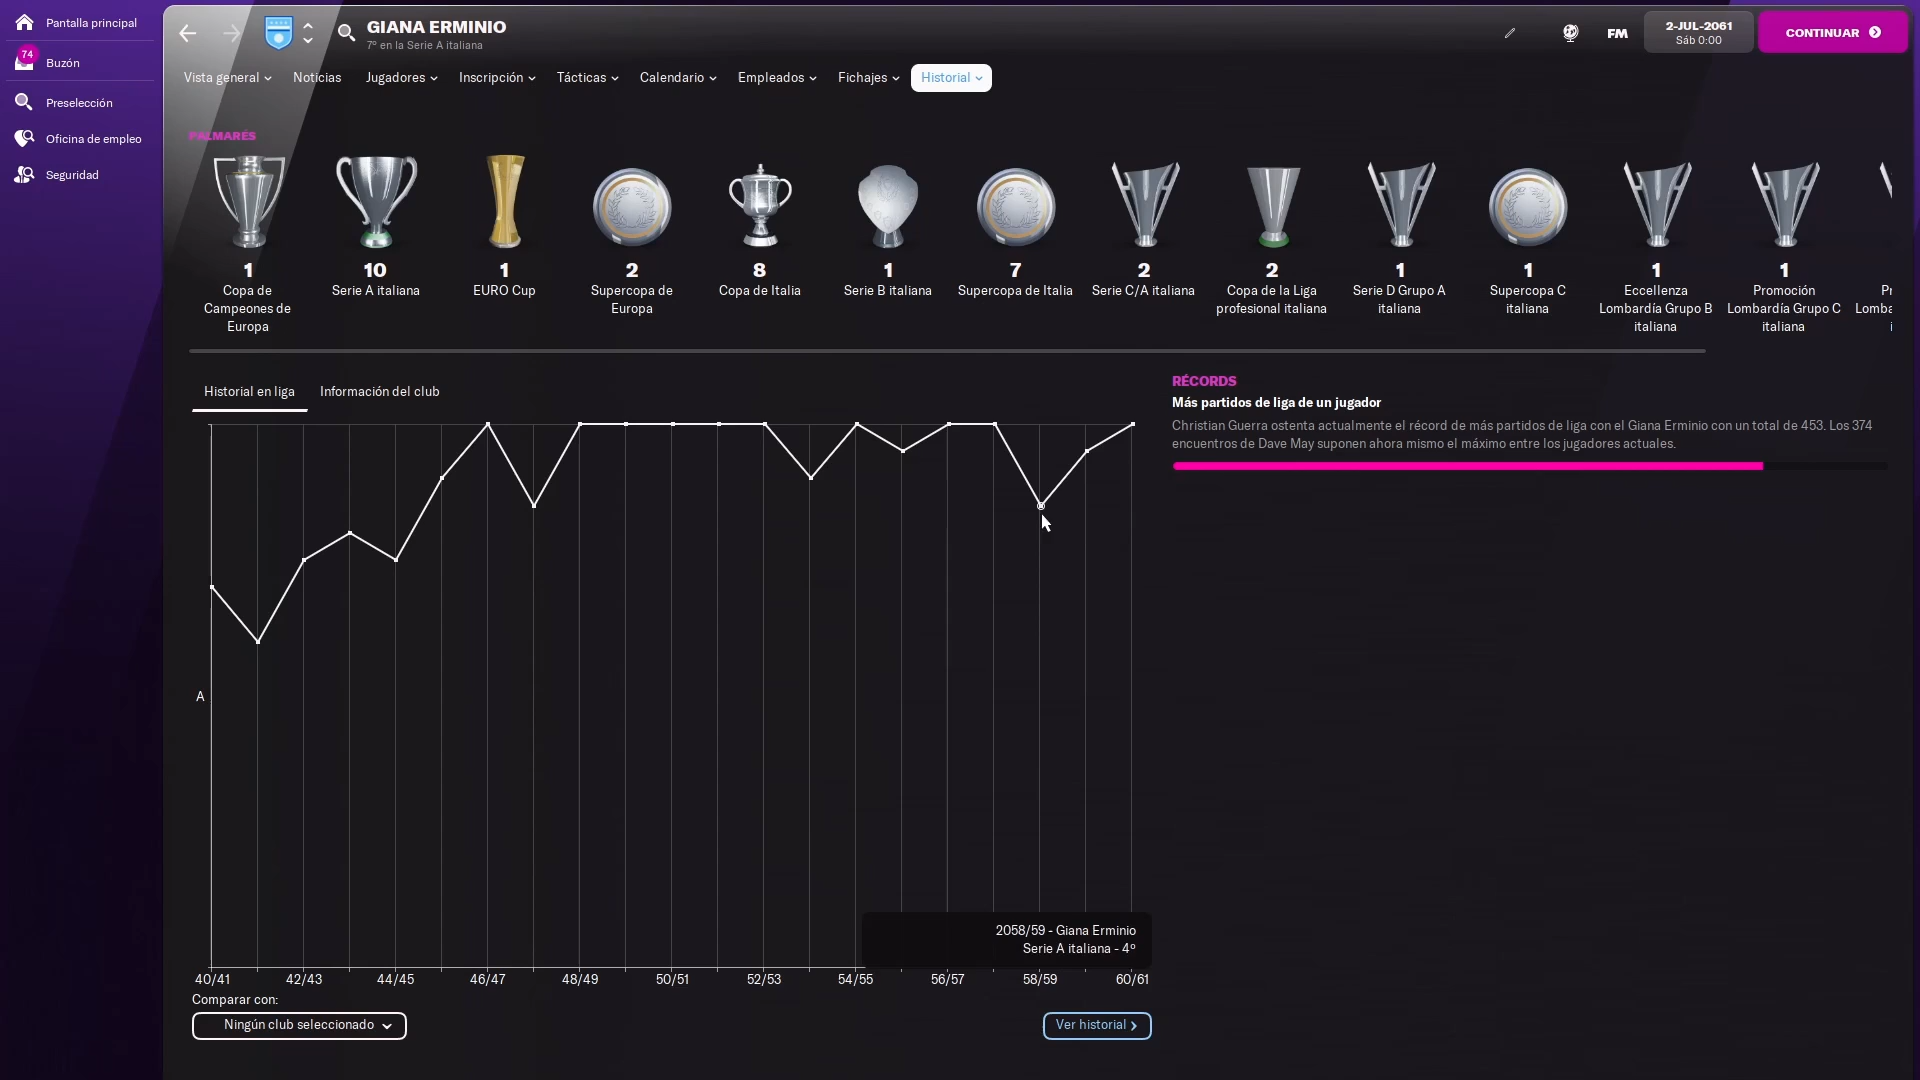 Pantalla principal
74
Buzón
Preselección
Oficina de empleo
Seguridad
GIANA ERMINIO
7º en la Serie A italiana
FM
2-JUL-2061
Sáb 0:00
CONTINUAR
Vista general
Noticias
Jugadores
Inscripción
Tácticas
Calendario
Empleados
Fichajes
Historial
PALMARÉS
1
Copa de
Campeones de
Europa
10
Serie A italiana
1
EURO Cup
2
Supercopa de
Europa
8
Copa de Italia
1
Serie B italiana
7
Supercopa de Italia
2
Serie C/A italiana
2
Copa de la Liga
profesional italiana
1
Serie D Grupo A
italiana
1
Supercopa C
italiana
1
Eccellenza
Lombardía Grupo B
italiana
1
Promoción
Lombardía Grupo C
italiana
Historial en liga
Información del club
A
2058/59 - Giana Erminio
Serie A italiana - 4º
40/41 42/43 44/45 46/47 48/49 50/51 52/53 54/55 56/57 58/59 60/61
Comparar con:
Ningún club seleccionado
Ver historial
RÉCORDS
Más partidos de liga de un jugador
Christian Guerra ostenta actualmente el récord de más partidos de liga con el Giana Erminio con un total de 453. Los 374
encuentros de Dave May suponen ahora mismo el máximo entre los jugadores actuales.